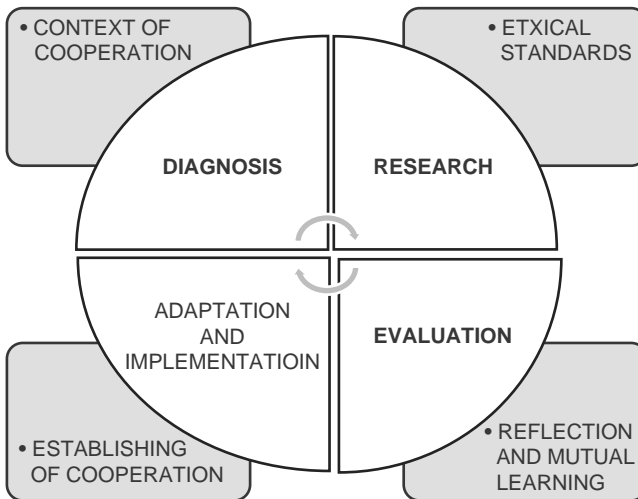 • CONTEXT OF
COOPERATION
• ETXICAL
STANDARDS
DIAGNOSIS
RESEARCH
ADAPTATION
AND
IMPLEMENTATIOIN
EVALUATION
• ESTABLISHING
OF COOPERATION
• REFLECTION
AND MUTUAL
LEARNING